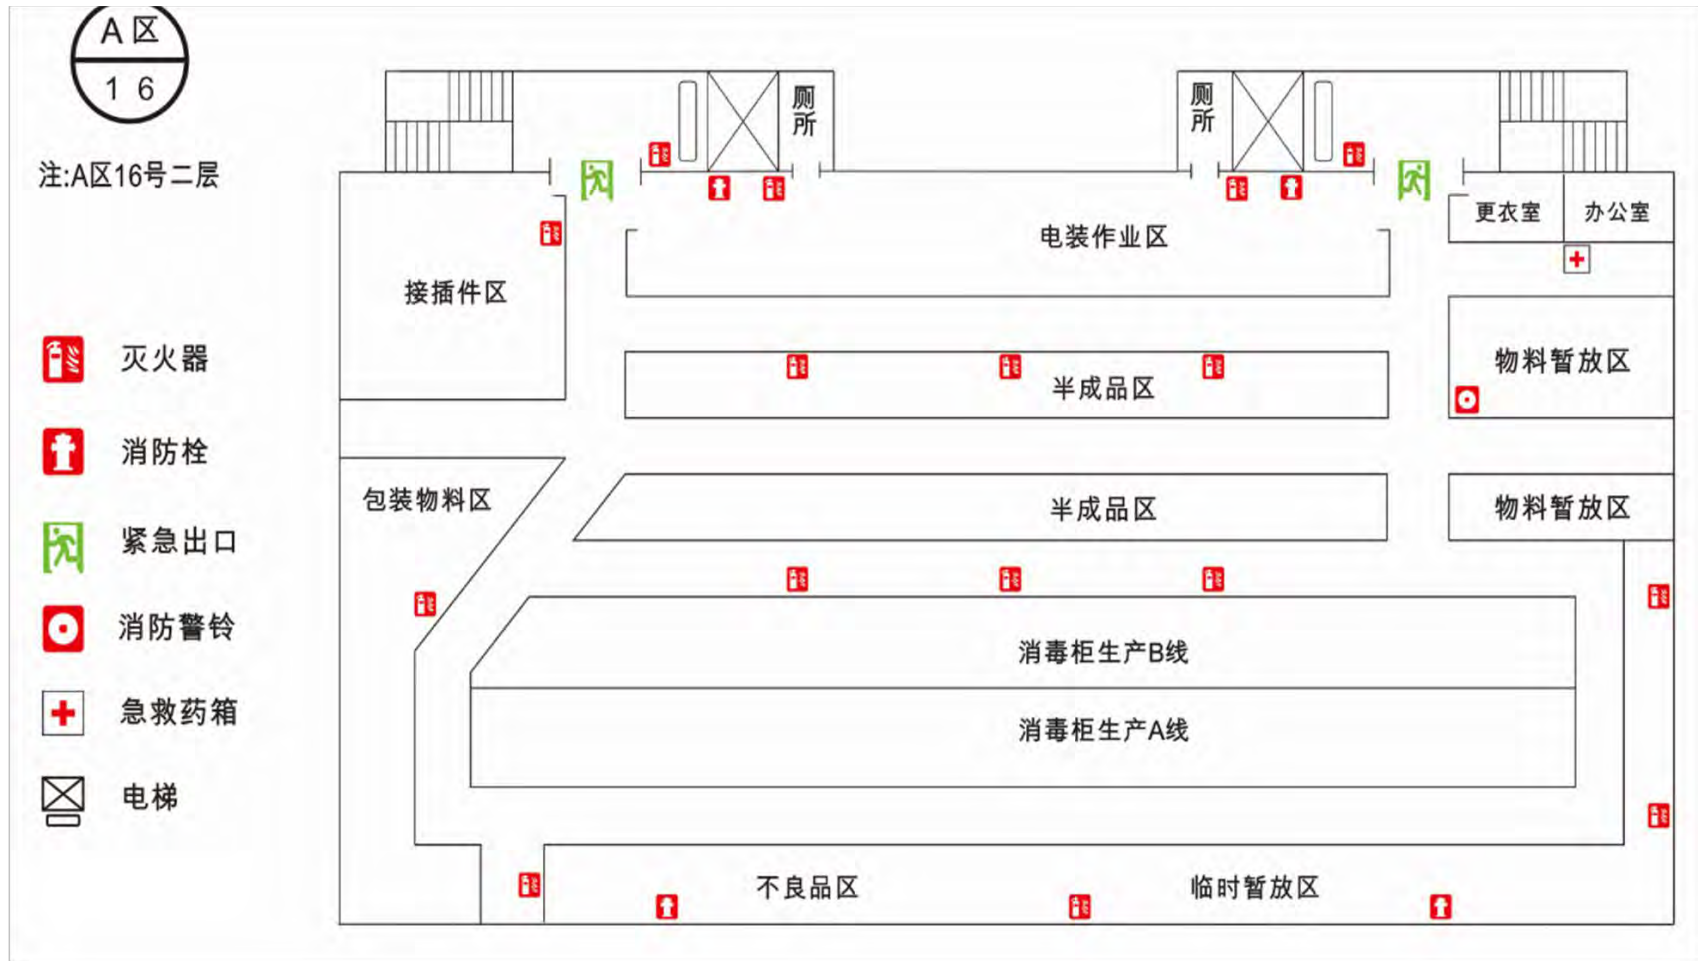 A区
16
注:A区16号二层
灭火器
消防栓
紧急出口
消防警铃
急救药箱
电梯
厕所
厕所
更衣室
办公室
电装作业区
接插件区
物料暂放区
半成品区
包装物料区
半成品区
物料暂放区
消毒柜生产B线
消毒柜生产A线
不良品区
临时暂放区